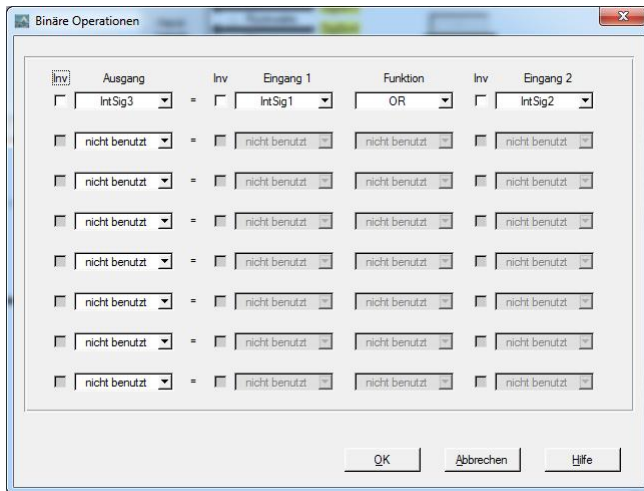 Binäre Operationen
Inv Ausgang Inv Eingang 1 Funktion Inv Eingang 2
IntSig3 = IntSig1 OR IntSig2
nicht benutzt = nicht benutzt nicht benutzt nicht benutzt
nicht benutzt = nicht benutzt nicht benutzt nicht benutzt
nicht benutzt = nicht benutzt nicht benutzt nicht benutzt
nicht benutzt = nicht benutzt nicht benutzt nicht benutzt
nicht benutzt = nicht benutzt nicht benutzt nicht benutzt
nicht benutzt = nicht benutzt nicht benutzt nicht benutzt
nicht benutzt = nicht benutzt nicht benutzt nicht benutzt
OK Abbrechen Hilfe